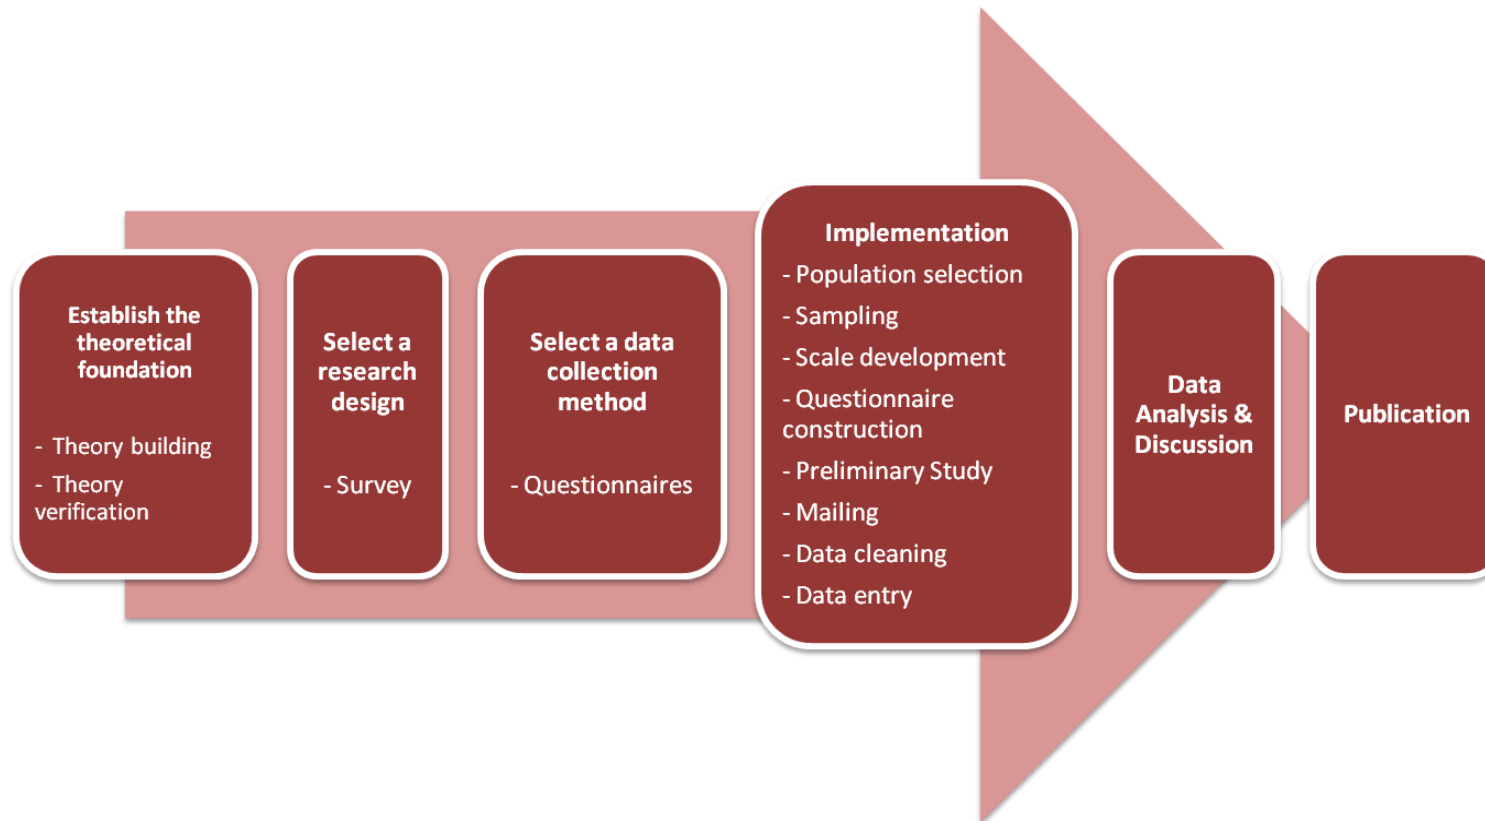 Establish the
theoretical
foundation
- Theory building
- Theory
verification
Select a
research
design
- Survey
Select a data
collection
method
- Questionnaires
Implementation
- Population selection
- Sampling
- Scale development
- Questionnaire
construction
- Preliminary Study
- Mailing
- Data cleaning
- Data entry
Data
Analysis &
Discussion
Publication